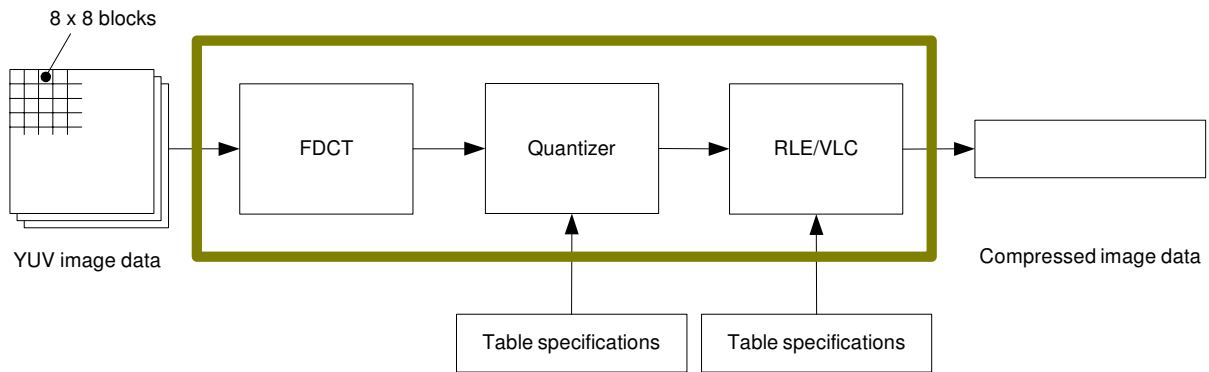 8 x 8 blocks
FDCT
Quantizer
RLE/VLC
YUV image data
Compressed image data
Table specifications
Table specifications